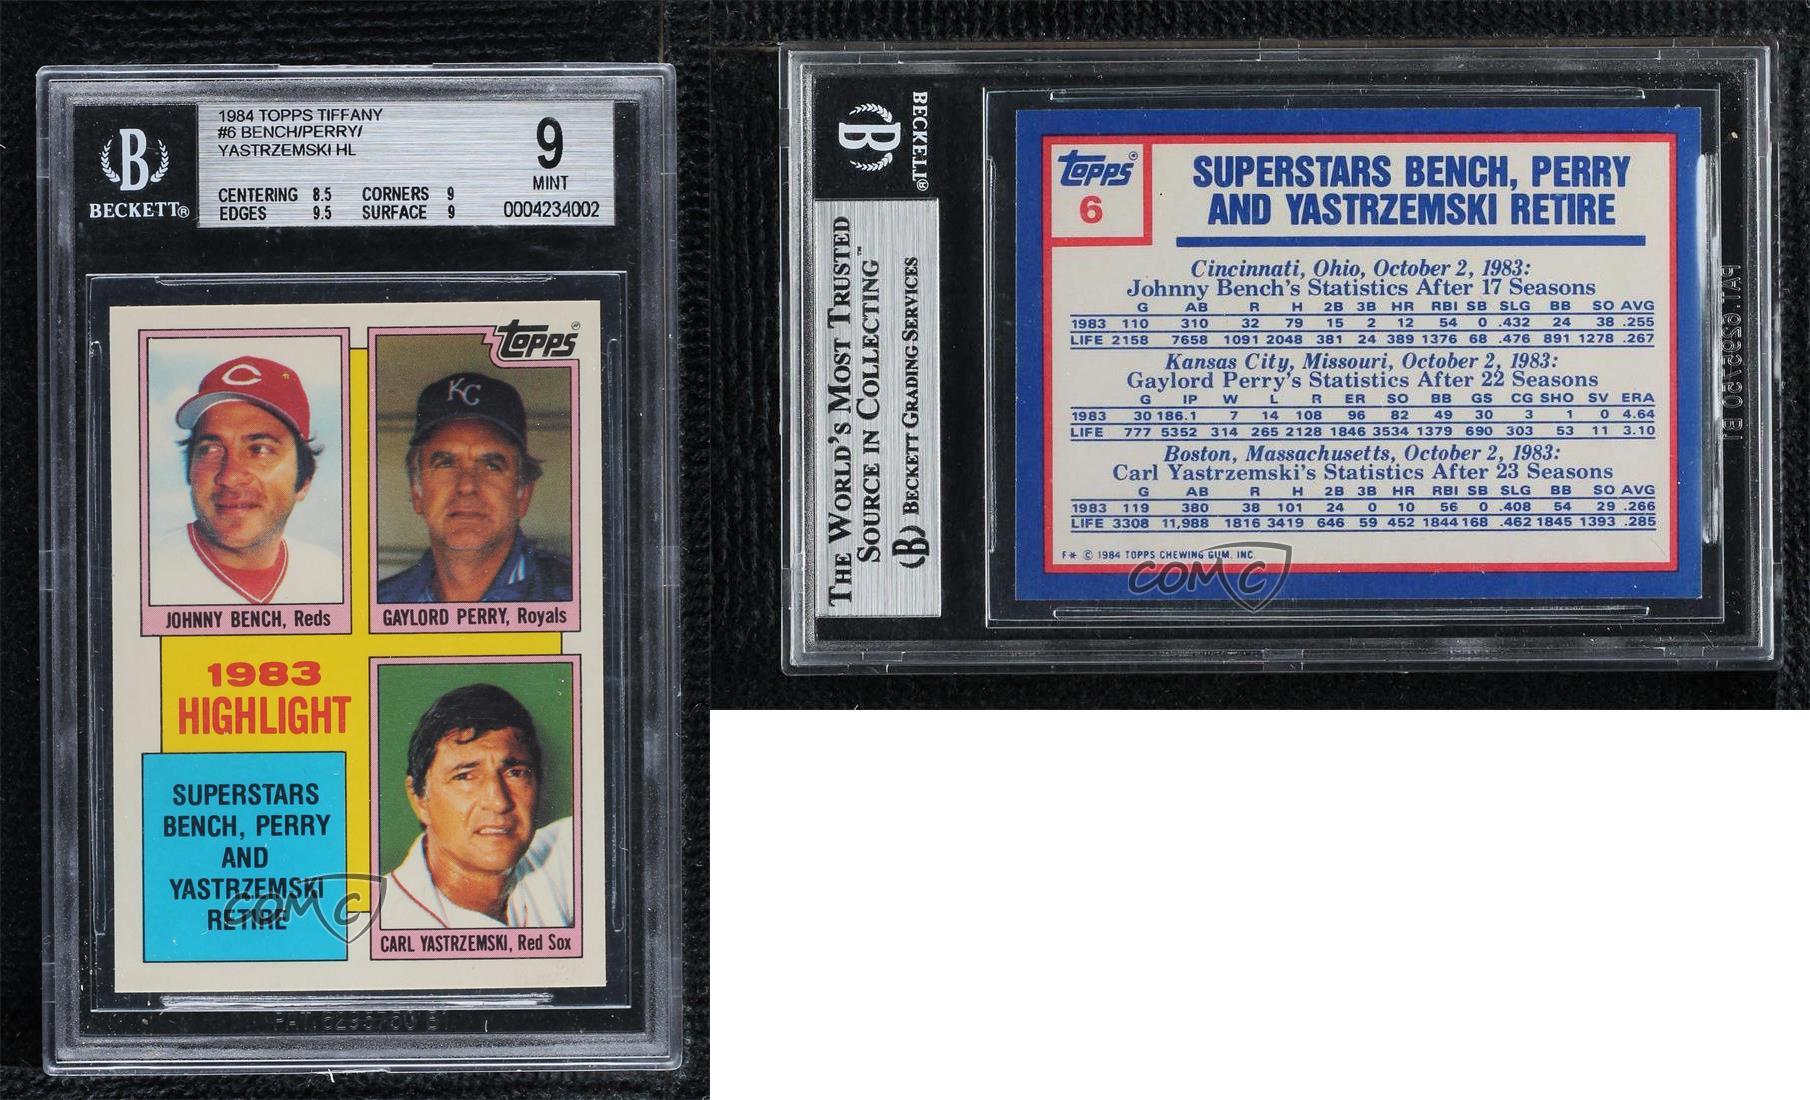 1984 TOPPS TIFFANY
#6 BENCH/PERRY/
YASTRZEMSKI HL
9
MINT
CENTERING 8.5 CORNERS 9
EDGES 9.5 SURFACE 9
0004234002
B
BECKETT®
Topps®
JOHNNY BENCH, Reds
GAYLORD PERRY, Royals
1983
HIGHLIGHT
SUPERSTARS
BENCH, PERRY
AND
YASTRZEMSKI
RETIRE
CARL YASTRZEMSKI, Red Sox
COMC
B
BECKETT®
THE WORLD'S MOST TRUSTED
SOURCE IN COLLECTING™
B BECKETT GRADING SERVICES
Topps®
6
SUPERSTARS BENCH, PERRY
AND YASTRZEMSKI RETIRE
Cincinnati, Ohio, October 2, 1983:
Johnny Bench's Statistics After 17 Seasons
G AB R H 2B 3B HR RBI SB SLG BB SO AVG
1983 110 310 32 79 15 2 12 54 0 .432 24 38 .255
LIFE 2158 7658 1091 2048 381 24 389 1376 68 .476 891 1278 .267
Kansas City, Missouri, October 2, 1983:
Gaylord Perry's Statistics After 22 Seasons
G IP W L R ER SO BB GS CG SHO SV ERA
1983 30 186.1 7 14 108 96 82 49 30 3 1 0 4.64
LIFE 777 5352 314 265 2128 1846 3534 1379 690 303 53 11 3.10
Boston, Massachusetts, October 2, 1983:
Carl Yastrzemski's Statistics After 23 Seasons
G AB R H 2B 3B HR RBI SB SLG BB SO AVG
1983 119 380 38 101 24 0 10 56 0 .408 54 29 .266
LIFE 3308 11,988 1816 3419 646 59 452 1844 168 .462 1845 1393 .285
F* © 1984 TOPPS CHEWING GUM, INC.
COMC